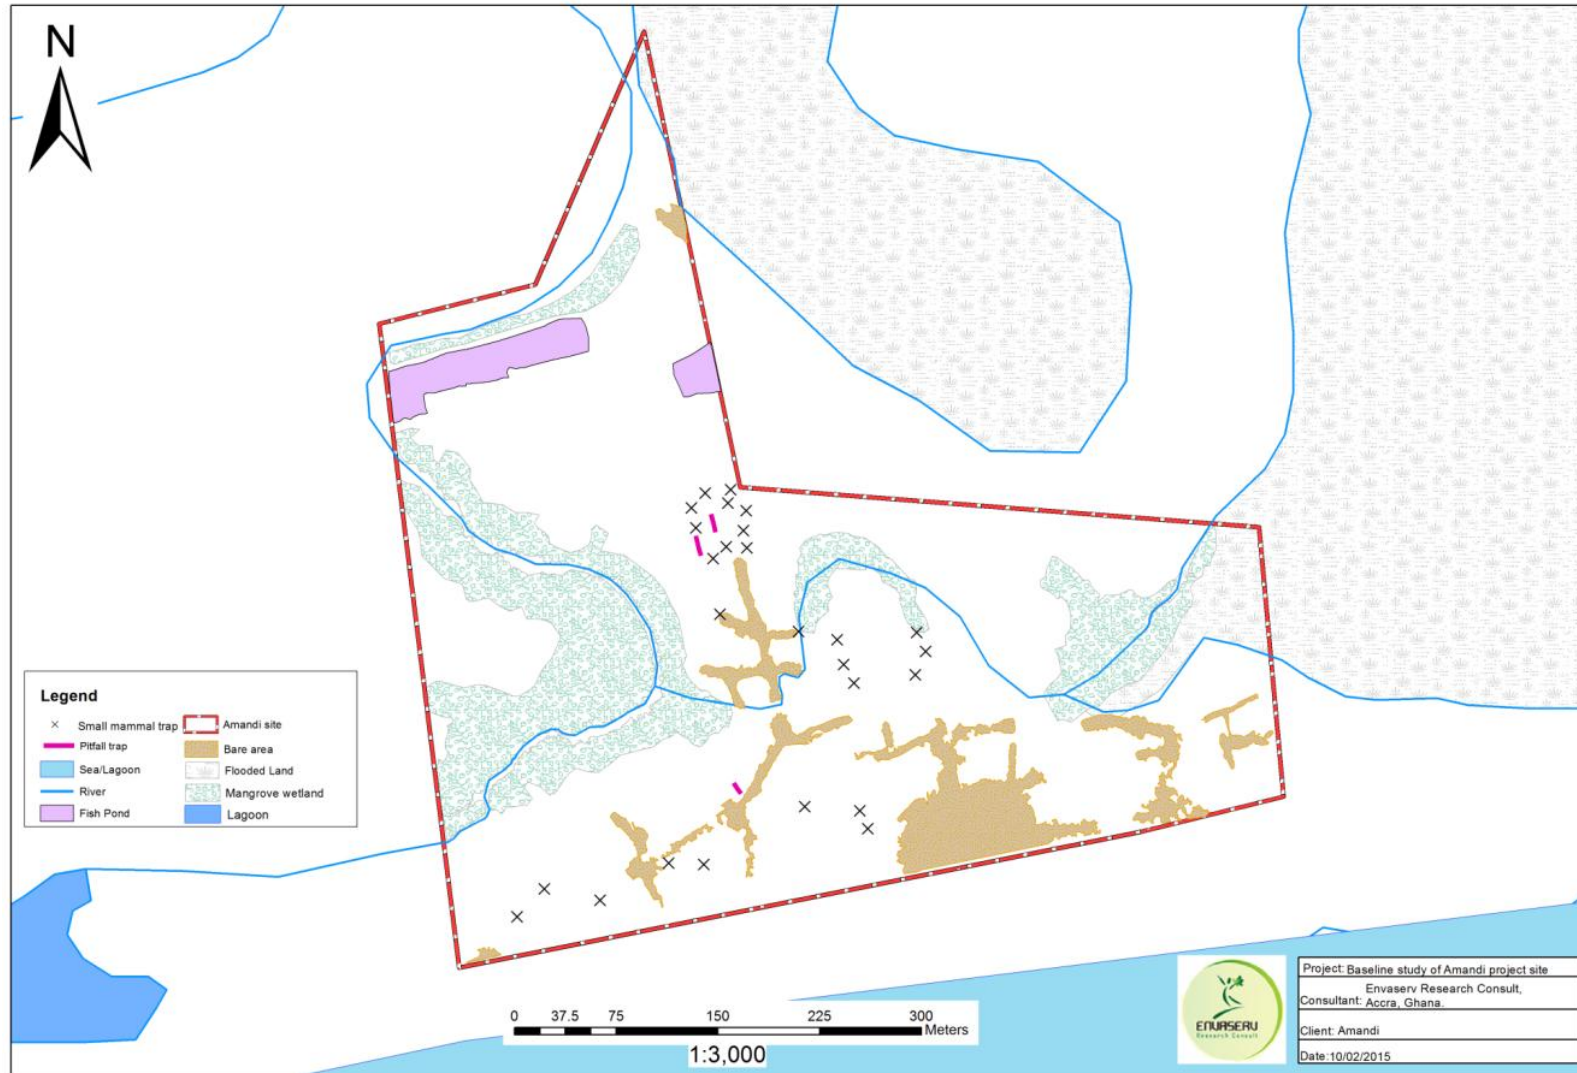 N
Legend
Small mammal trap
Amandi site
Pitfall trap
Bare area
Sea/Lagoon
Flooded Land
River
Mangrove wetland
Fish Pond
Lagoon
0 37.5 75 150 225 300
Meters
1:3,000
ENVASERV
Research Consult
Project: Baseline study of Amandi project site
Consultant: Envaserv Research Consult,
Accra, Ghana.
Client: Amandi
Date:10/02/2015